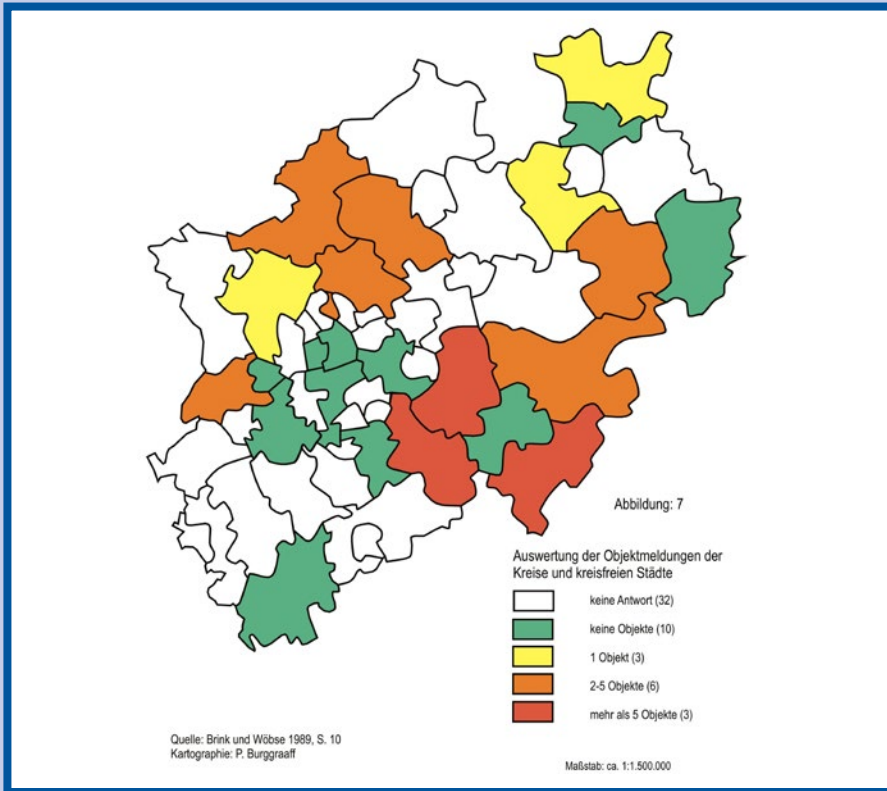 Abbildung: 7
Auswertung der Objektmeldungen der
Kreise und kreisfreien Städte
keine Antwort (32)
keine Objekte (10)
1 Objekt (3)
2-5 Objekte (6)
mehr als 5 Objekte (3)
Quelle: Brink und Wöbse 1989, S. 10
Kartographie: P. Burggraaff
Maßstab: ca. 1:1.500.000